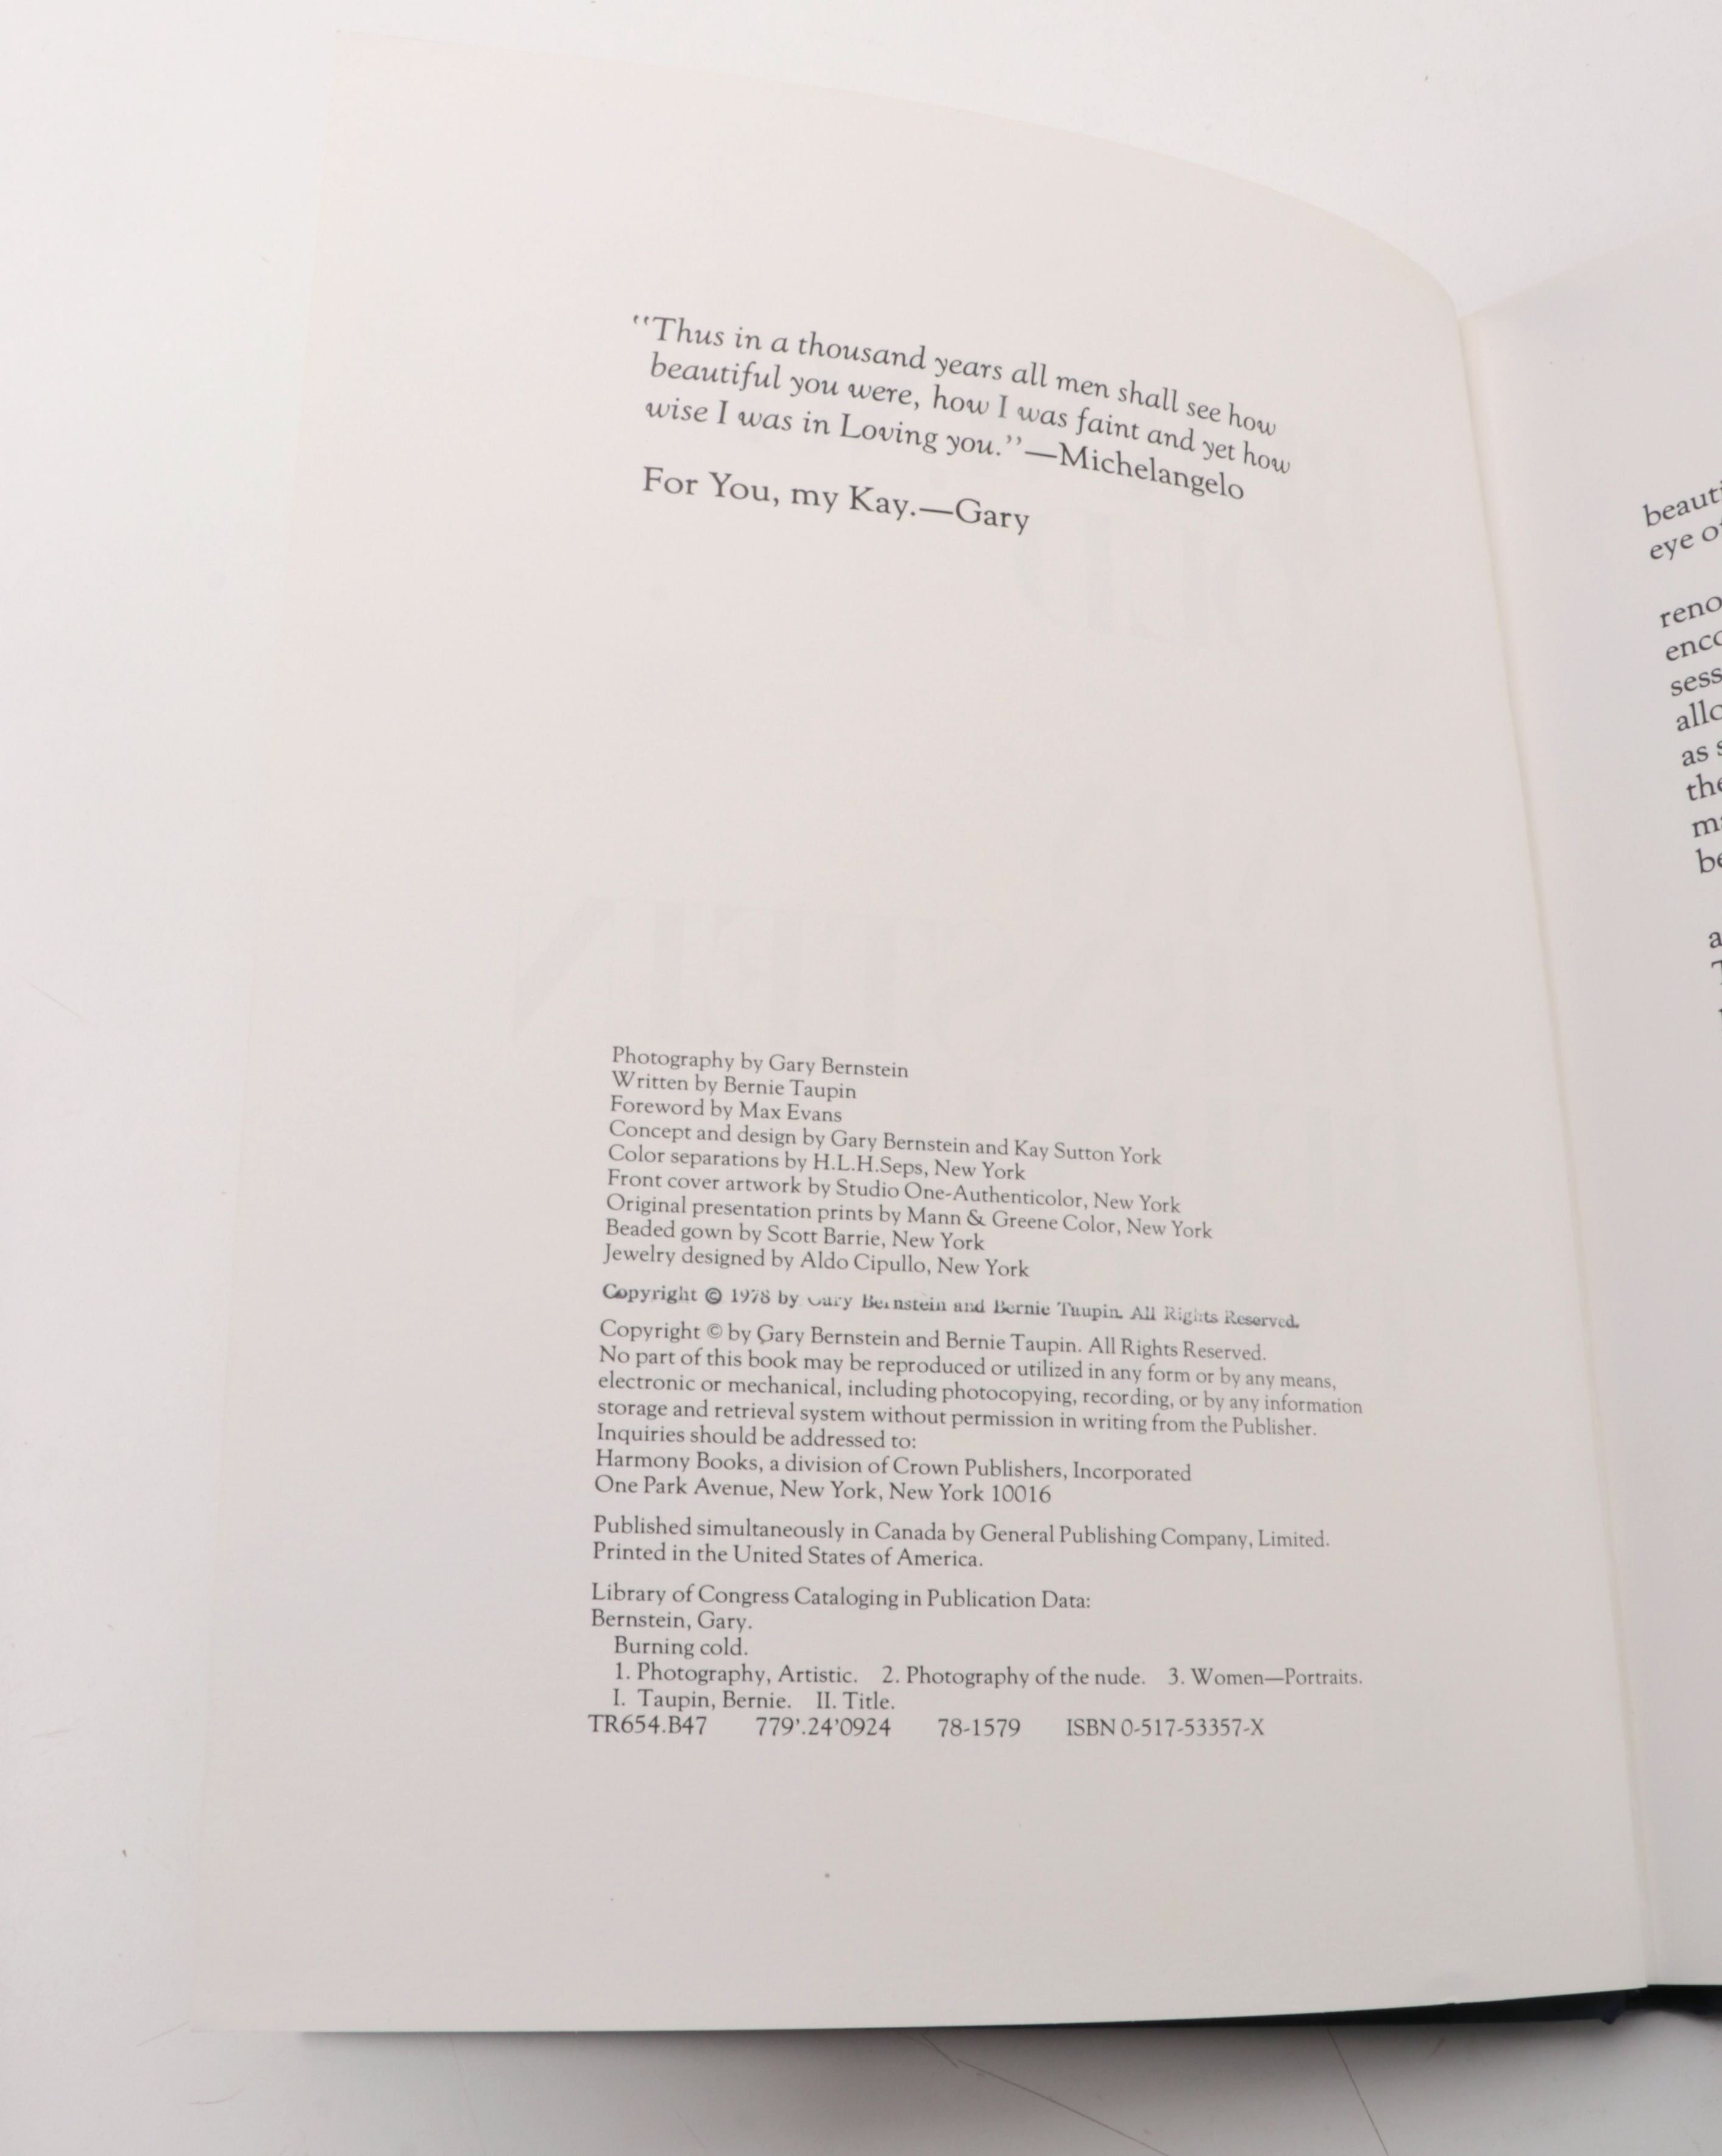 "Thus in a thousand years all men shall see how
beautiful you were, how I was faint and yet how
wise I was in Loving you."—Michelangelo
For You, my Kay.—Gary
Photography by Gary Bernstein
Written by Bernie Taupin
Foreword by Max Evans
Concept and design by Gary Bernstein and Kay Sutton York
Color separations by H.L.H.Seps, New York
Front cover artwork by Studio One-Authenticolor, New York
Original presentation prints by Mann & Greene Color, New York
Beaded gown by Scott Barrie, New York
Jewelry designed by Aldo Cipullo, New York
Copyright © 1978 by Gary Bernstein and Bernie Taupin. All Rights Reserved.
Copyright © by Gary Bernstein and Bernie Taupin. All Rights Reserved.
No part of this book may be reproduced or utilized in any form or by any means,
electronic or mechanical, including photocopying, recording, or by any information
storage and retrieval system without permission in writing from the Publisher.
Inquiries should be addressed to:
Harmony Books, a division of Crown Publishers, Incorporated
One Park Avenue, New York, New York 10016
Published simultaneously in Canada by General Publishing Company, Limited.
Printed in the United States of America.
Library of Congress Cataloging in Publication Data:
Bernstein, Gary.
Burning cold.
1. Photography, Artistic. 2. Photography of the nude. 3. Women—Portraits.
I. Taupin, Bernie. II. Title.
TR654.B47 779'.24'0924 78-1579 ISBN 0-517-53357-X
eye
as
the